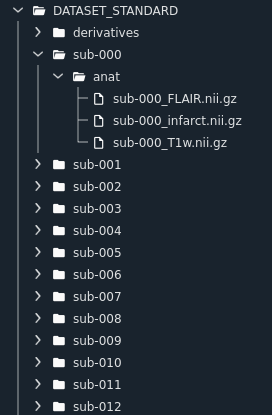 DATASET_STANDARD
derivatives
sub-000
anat
sub-000_FLAIR.nii.gz
sub-000_infarct.nii.gz
sub-000_T1w.nii.gz
sub-001
sub-002
sub-003
sub-004
sub-005
sub-006
sub-007
sub-008
sub-009
sub-010
sub-011
sub-012